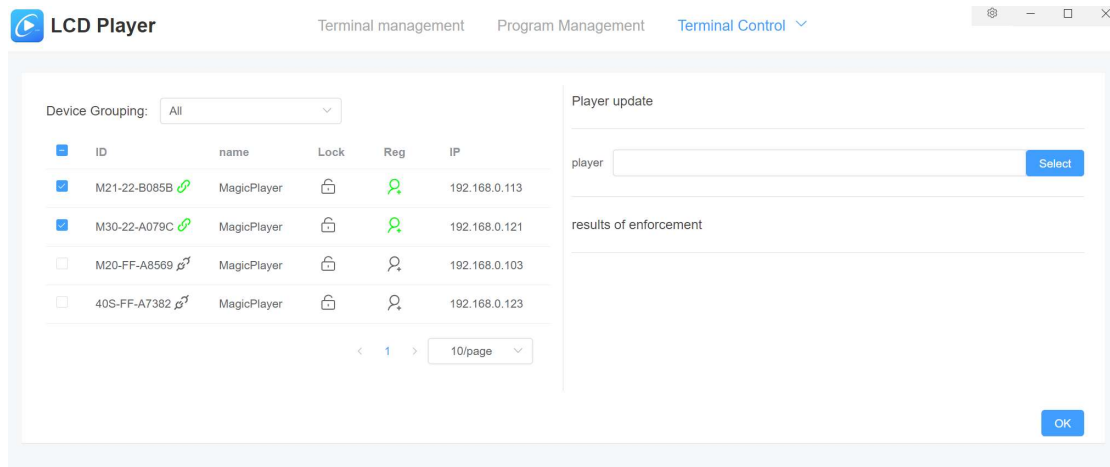 LCD Player
Terminal management Program Management Terminal Control
Device Grouping: All
ID name Lock Reg IP
M21-22-B085B MagicPlayer 192.168.0.113
M30-22-A079C MagicPlayer 192.168.0.121
M20-FF-A8569 MagicPlayer 192.168.0.103
40S-FF-A7382 MagicPlayer 192.168.0.123
1 10/page
Player update
player Select
results of enforcement
OK